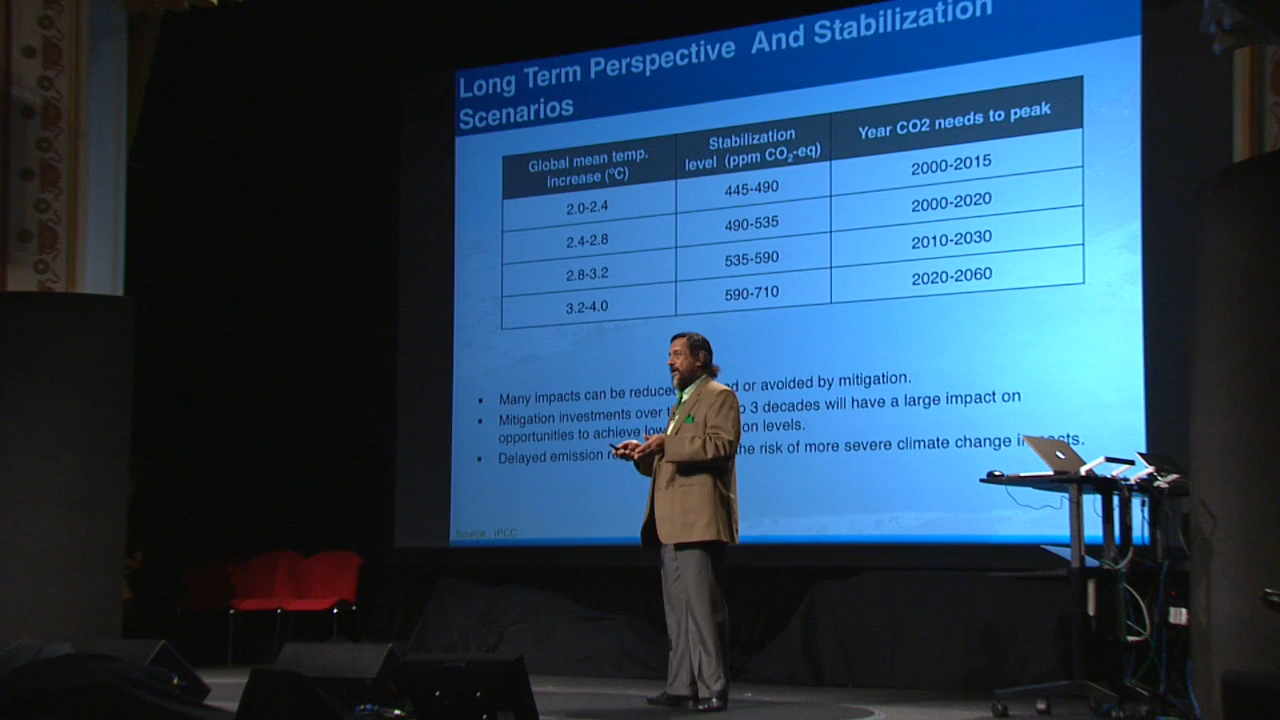 Long Term Perspective And Stabilization
Scenarios
Global mean temp.
increase (ºC)
Stabilization
level (ppm CO2-eq)
Year CO2 needs to peak
2.0-2.4 445-490 2000-2015
2.4-2.8 490-535 2000-2020
2.8-3.2 535-590 2010-2030
3.2-4.0 590-710 2020-2060
▪ Many impacts can be reduced or avoided by mitigation.
▪ Mitigation investments over 3 decades will have a large impact on
opportunities to achieve levels.
▪ Delayed emission the risk of more severe climate change
Source : IPCC